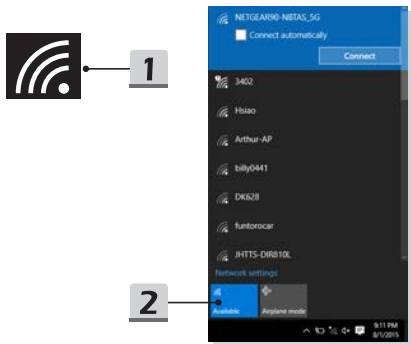 1
NETGEAR90-N8TAS_5G
Connect automatically
Connect
3402
Hsiao
Arthur-AP
billy0441
DK628
funtorocar
JHTTS-DIR810L
Network settings
2
Available
Airplane mode
9:11 PM
8/1/2015